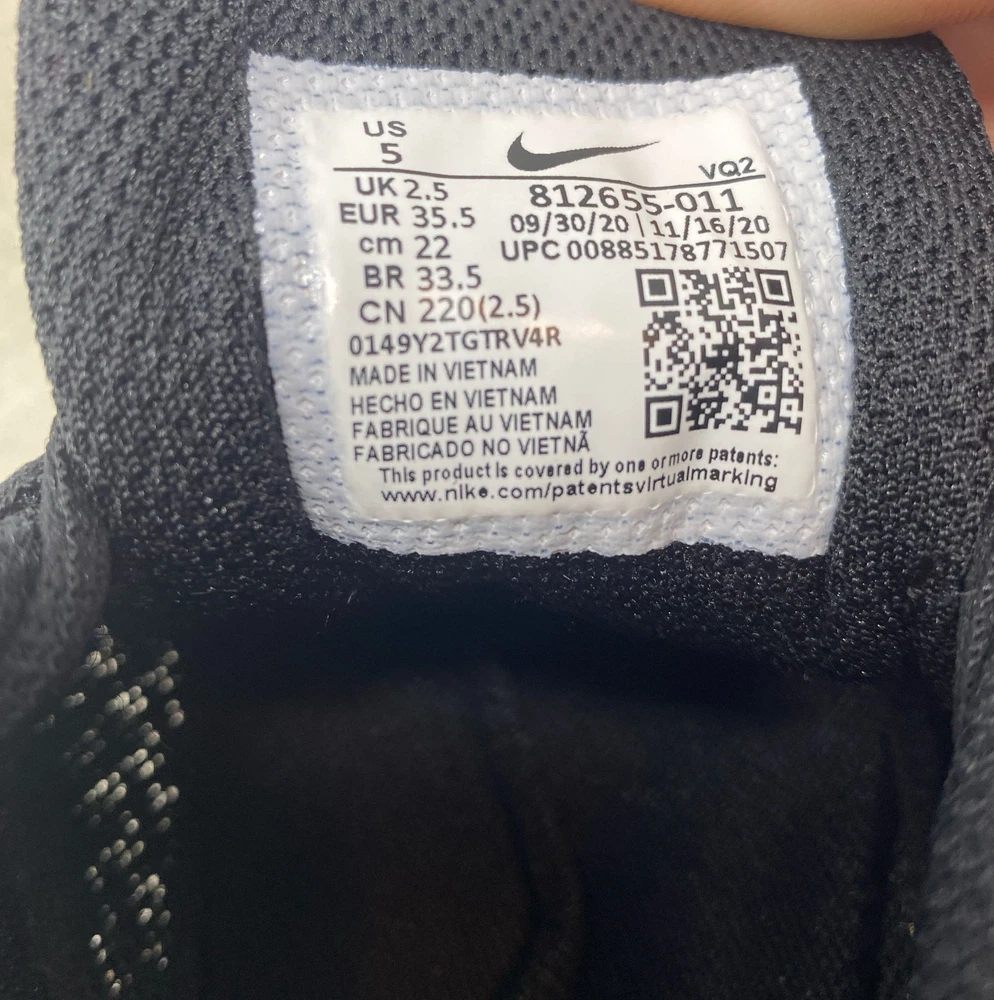 US
5
VQ2
UK 2.5
812655-011
EUR 35.5
09/30/20 | 11/16/20
cm 22
UPC 00885178771507
BR 33.5
CN 220(2.5)
0149Y2TGTRV4R
MADE IN VIETNAM
HECHO EN VIETNAM
FABRIQUE AU VIETNAM
FABRICADO NO VIETNÃ
This product is covered by one or more patents:
www.nike.com/patentsvirtualmarking